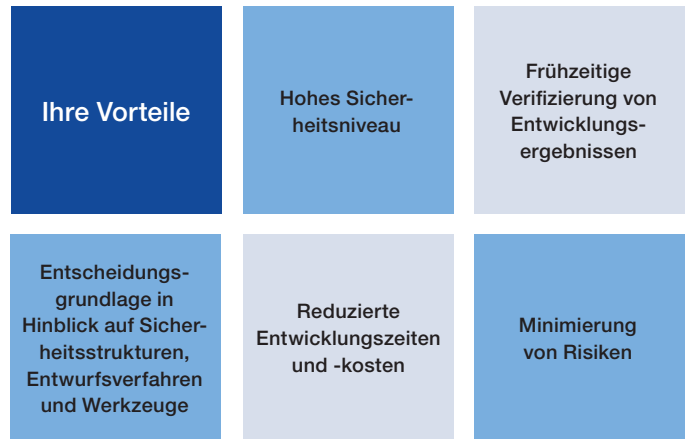 Ihre Vorteile
Hohes Sicher-
heitsniveau
Frühzeitige
Verifizierung von
Entwicklungs-
ergebnissen
Entscheidungs-
grundlage in
Hinblick auf Sicher-
heitsstrukturen,
Entwurfsverfahren
und Werkzeuge
Reduzierte
Entwicklungszeiten
und -kosten
Minimierung
von Risiken